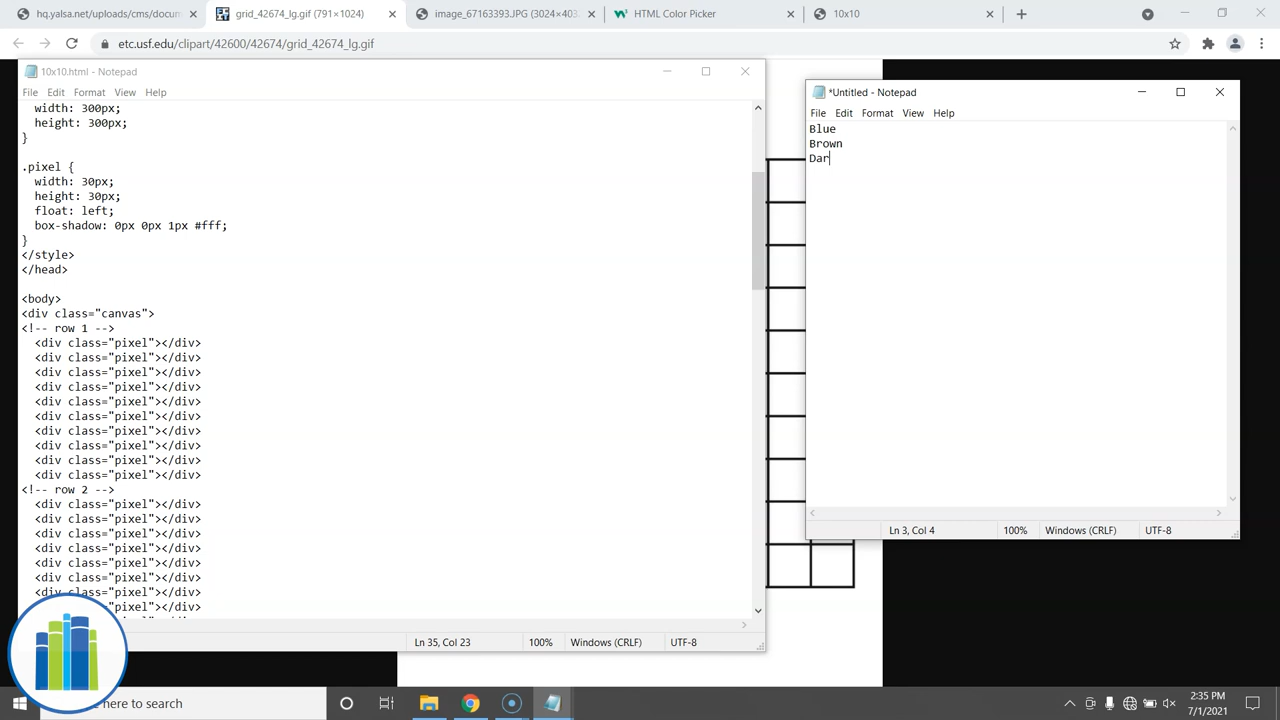 hq.yalsa.net/uploads/cms/docum
grid_42674_lg.gif (791×1024)
image_67163393.JPG (3024×403
HTML Color Picker
10x10
etc.usf.edu/clipart/42600/42674/grid_42674_lg.gif
10x10.html - Notepad
File Edit Format View Help
width: 300px;
height: 300px;
}
.pixel {
width: 30px;
height: 30px;
float: left;
box-shadow: 0px 0px 1px #fff;
}
</style>
</head>
<body>
<div class="canvas">
<!-- row 1 -->
<div class="pixel"></div>
<div class="pixel"></div>
<div class="pixel"></div>
<div class="pixel"></div>
<div class="pixel"></div>
<div class="pixel"></div>
<div class="pixel"></div>
<div class="pixel"></div>
<div class="pixel"></div>
<div class="pixel"></div>
<!-- row 2 -->
<div class="pixel"></div>
<div class="pixel"></div>
<div class="pixel"></div>
<div class="pixel"></div>
<div class="pixel"></div>
<div class="pixel"></div>
<div class="pixel"></div>
<div class="pixel"></div>
Ln 35, Col 23
100%
Windows (CRLF)
UTF-8
*Untitled - Notepad
File Edit Format View Help
Blue
Brown
Dar
Ln 3, Col 4
100%
Windows (CRLF)
UTF-8
here to search
2:35 PM
7/1/2021